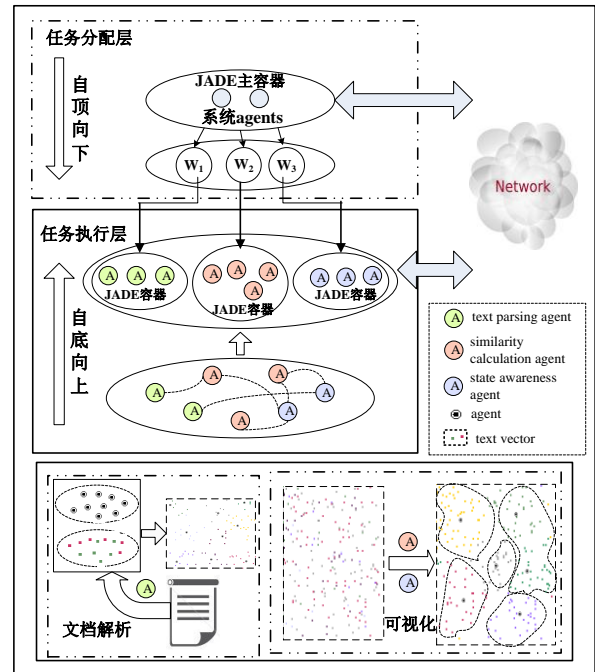 任务分配层
自顶向下
JADE主容器
系统agents
W1
W2
W3
Network
任务执行层
自底向上
A A A
JADE容器
A A A A
JADE容器
A A A
JADE容器
A A A
A A A A
A text parsing agent
A similarity
calculation agent
A state awareness
agent
agent
text vector
A
文档解析
A
A
可视化